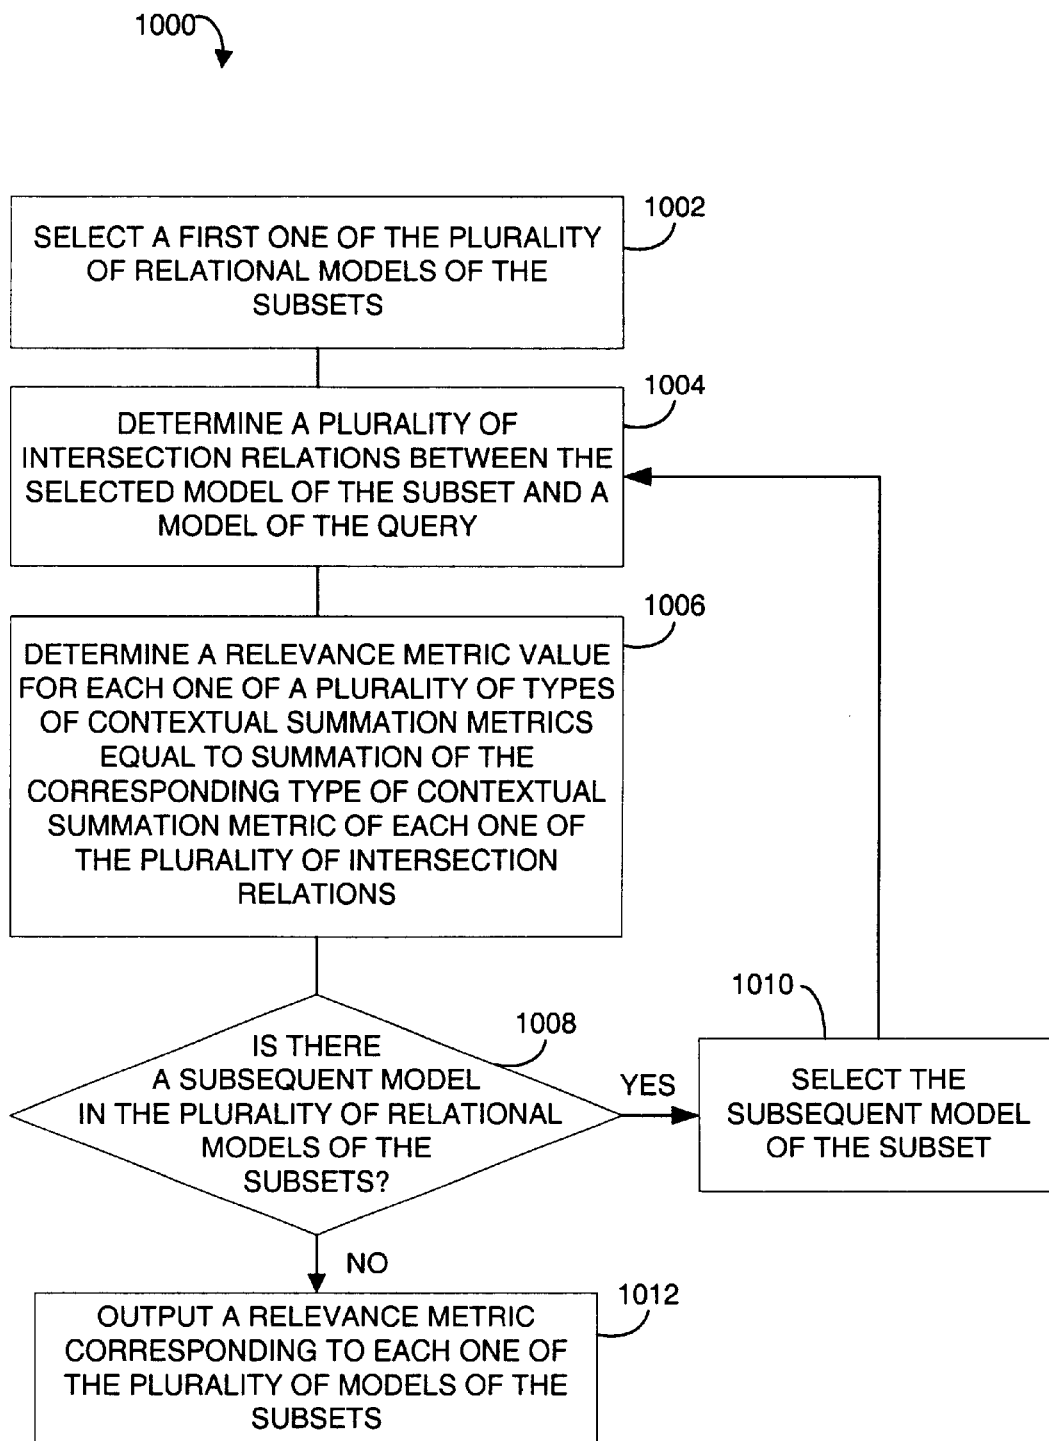 1000
1002
SELECT A FIRST ONE OF THE PLURALITY
OF RELATIONAL MODELS OF THE
SUBSETS
1004
DETERMINE A PLURALITY OF
INTERSECTION RELATIONS BETWEEN THE
SELECTED MODEL OF THE SUBSET AND A
MODEL OF THE QUERY
1006
DETERMINE A RELEVANCE METRIC VALUE
FOR EACH ONE OF A PLURALITY OF TYPES
OF CONTEXTUAL SUMMATION METRICS
EQUAL TO SUMMATION OF THE
CORRESPONDING TYPE OF CONTEXTUAL
SUMMATION METRIC OF EACH ONE OF
THE PLURALITY OF INTERSECTION
RELATIONS
1008
IS THERE
A SUBSEQUENT MODEL
IN THE PLURALITY OF RELATIONAL
MODELS OF THE
SUBSETS?
YES
1010
SELECT THE
SUBSEQUENT MODEL
OF THE SUBSET
NO
1012
OUTPUT A RELEVANCE METRIC
CORRESPONDING TO EACH ONE OF
THE PLURALITY OF MODELS OF THE
SUBSETS